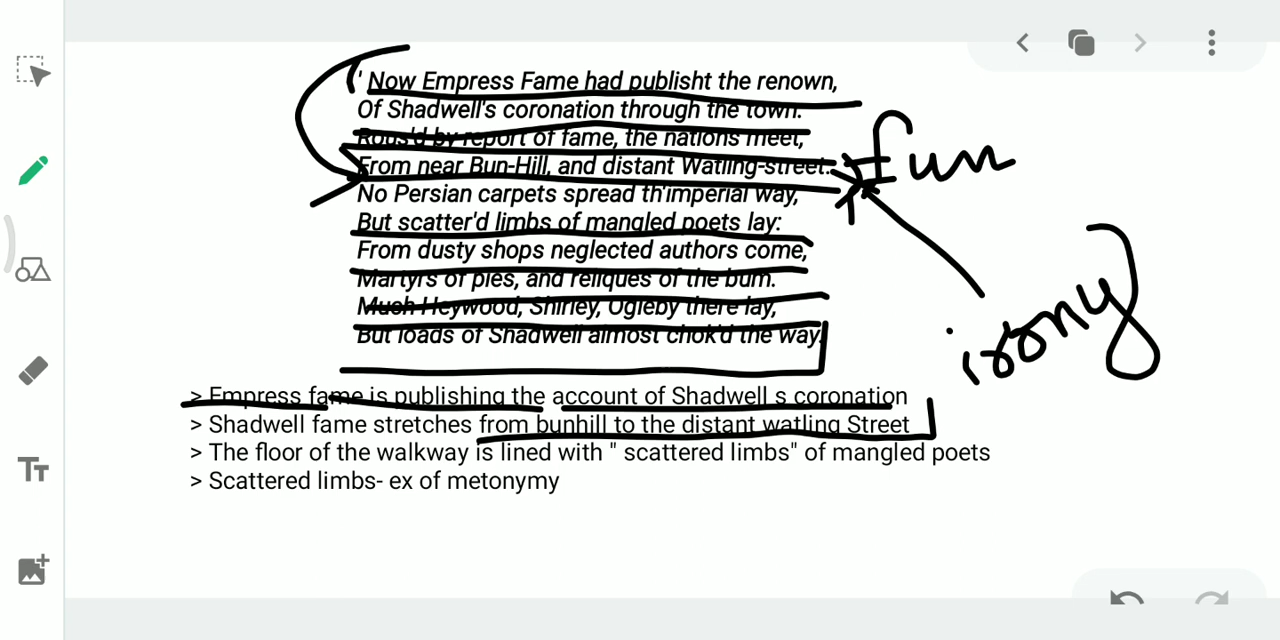 ' Now Empress Fame had publisht the renown,
Of Shadwell's coronation through the town.
Rous'd by report of fame, the nations meet,
From near Bun-Hill, and distant Watling-street.
No Persian carpets spread th'imperial way,
But scatter'd limbs of mangled poets lay:
From dusty shops neglected authors come,
Martyrs of pies, and reliques of the bum.
Much Heywood, Shirley, Ogleby there lay,
But loads of Shadwell almost chok'd the way.
fun
irony
> Empress fame is publishing the account of Shadwell s coronation
> Shadwell fame stretches from bunhill to the distant watling Street
> The floor of the walkway is lined with " scattered limbs" of mangled poets
> Scattered limbs- ex of metonymy
TT